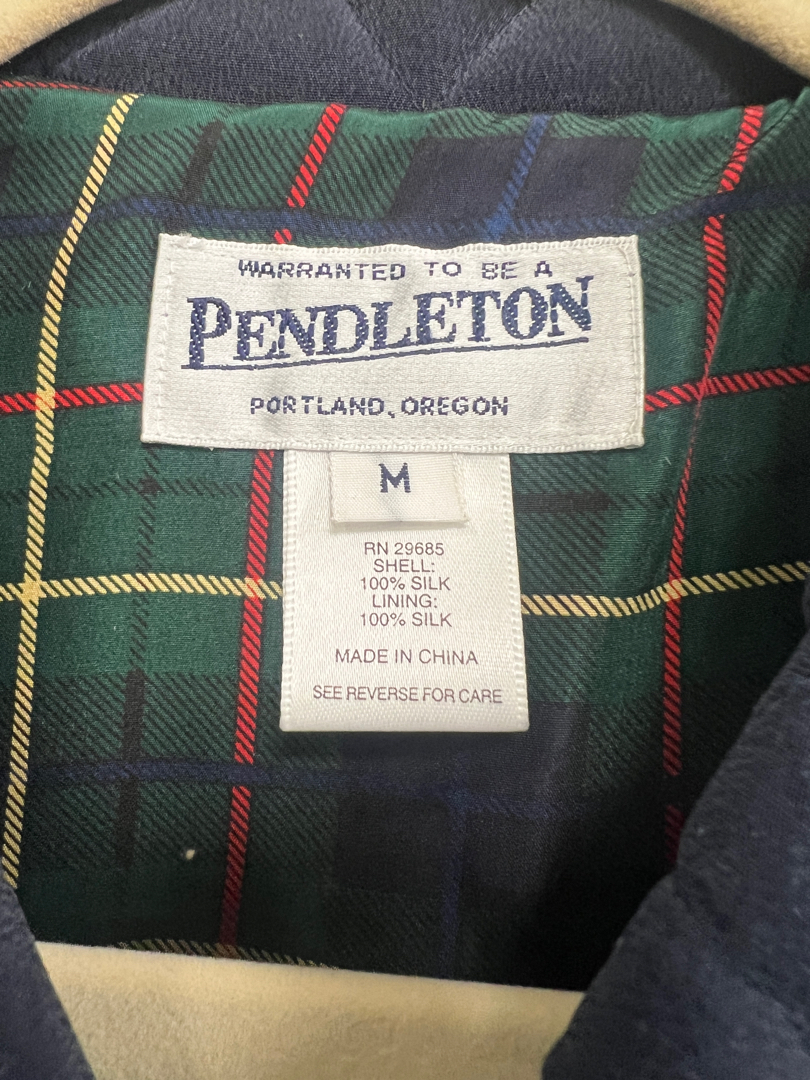 WARRANTED TO BE A
PENDLETON
PORTLAND, OREGON
M
RN 29685
SHELL:
100% SILK
LINING:
100% SILK
MADE IN CHINA
SEE REVERSE FOR CARE